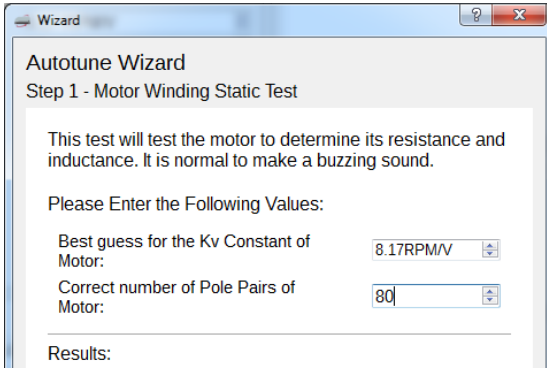 Wizard
Autotune Wizard
Step 1 - Motor Winding Static Test
This test will test the motor to determine its resistance and
inductance. It is normal to make a buzzing sound.
Please Enter the Following Values:
Best guess for the Kv Constant of
Motor:
8.17RPM/V
Correct number of Pole Pairs of
Motor:
80
Results: